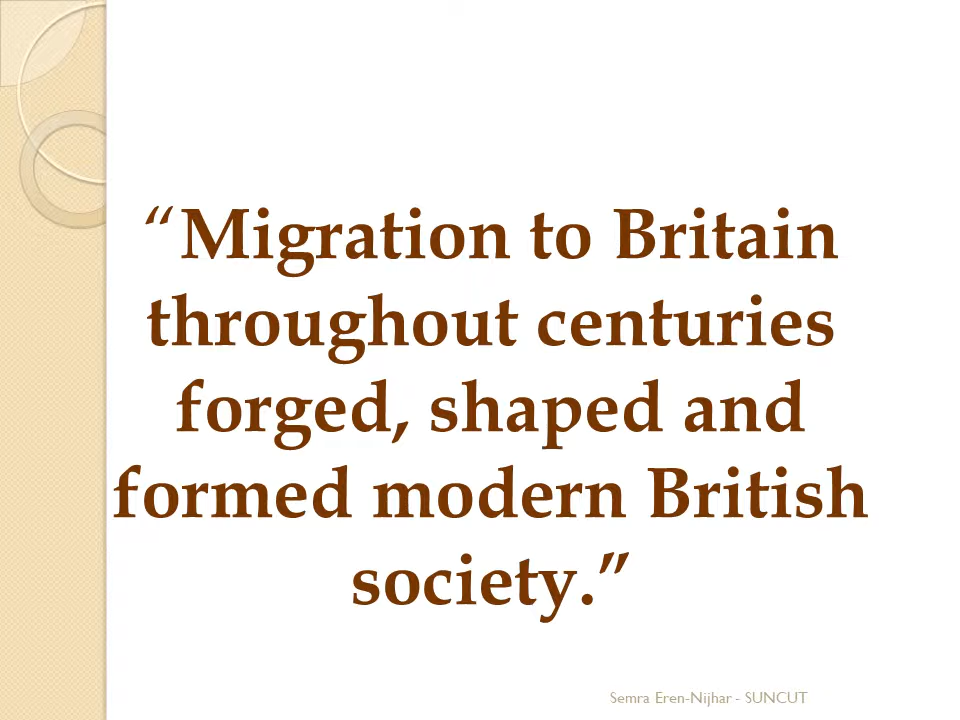 “Migration to Britain
throughout centuries
forged, shaped and
formed modern British
society.”
Semra Eren-Nijhar - SUNCUT